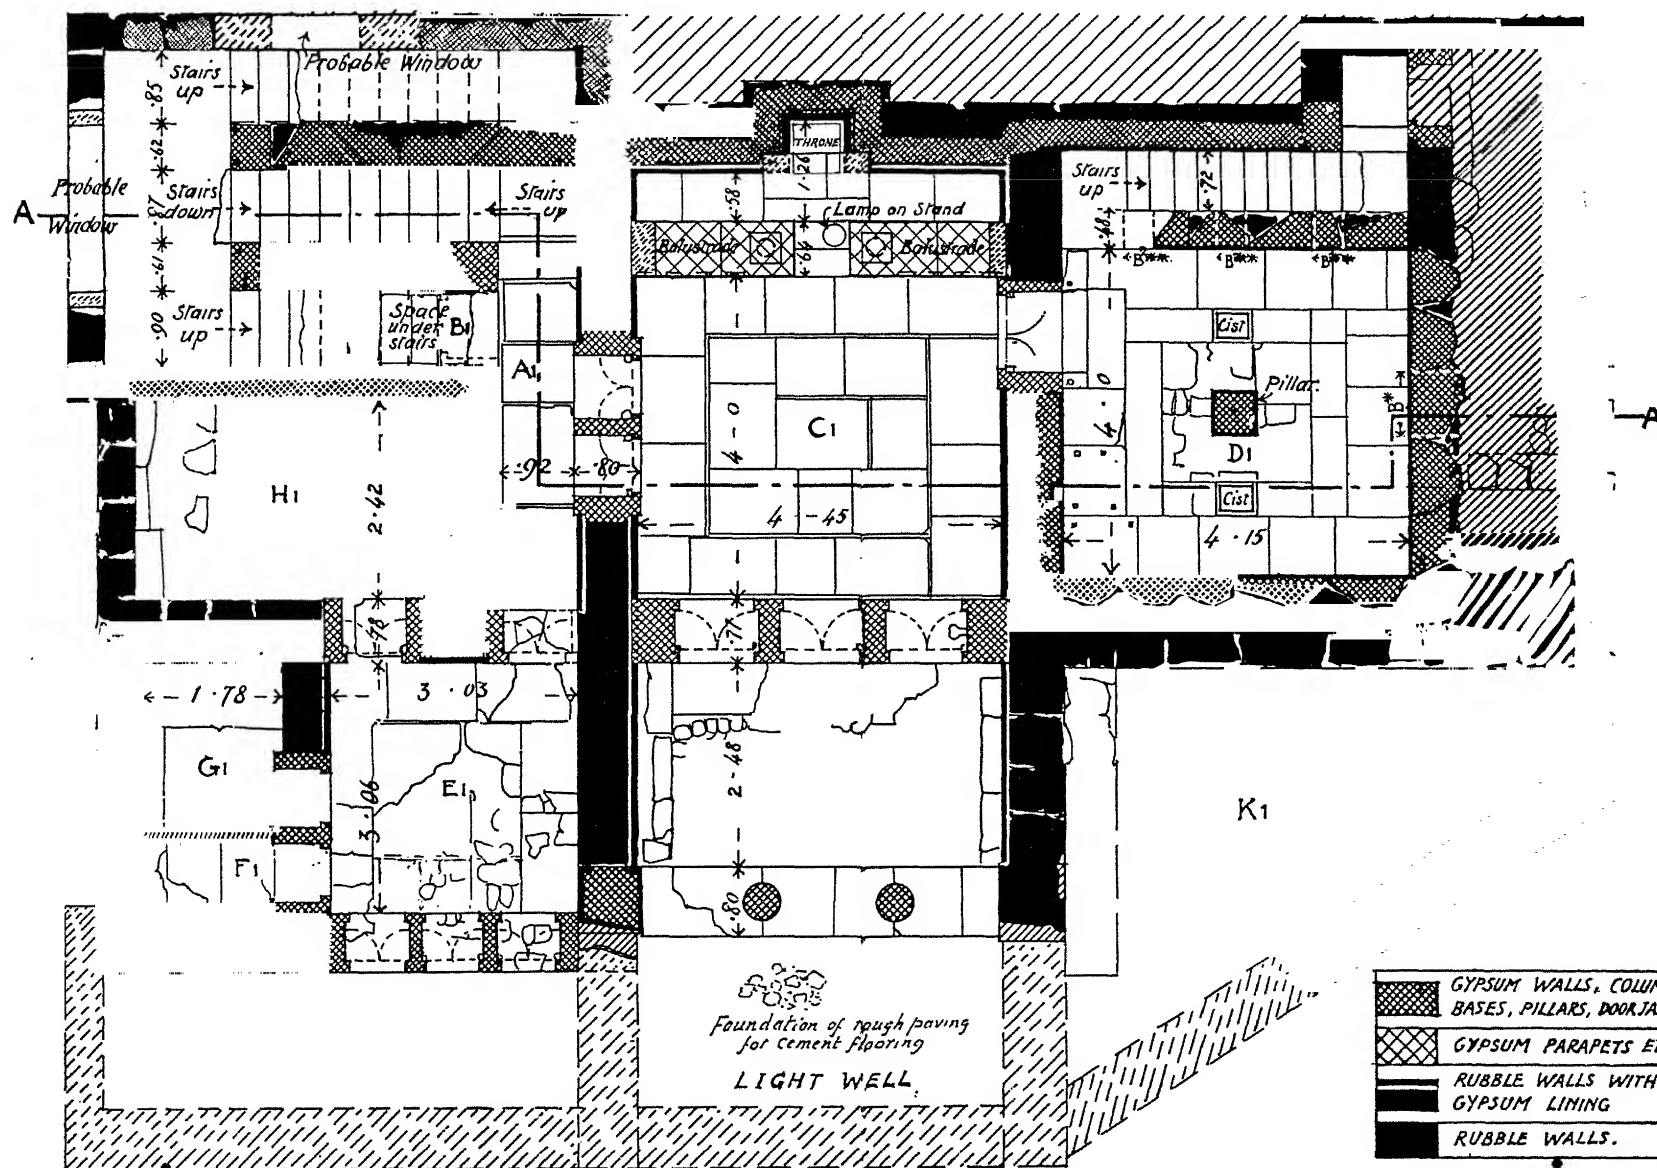 Stairs
up
Probable Window
.85
.62
THRONE
1.26
.58
Stairs
up
.72
Probable
Window
A
Stairs
down
.87
Stairs
up
Lamp on Stand
Balustrade
.64
Balustrade
.48
B***
B***
B***
.61
.90
Stairs
up
Space
under
stairs
B1
Cist
A1
4-0
C1
4.0
Pillar.
B*
A
D1
.92
.80
H1
2-42
4-45
Cist
4.15
.78
.77
1.78
3.03
G1
E1
3.06
2-48
K1
F1
.80
Foundation of rough paving
for cement flooring
LIGHT WELL
GYPSUM WALLS, COLUM
BASES, PILLARS, DOORJA
GYPSUM PARAPETS E
RUBBLE WALLS WITH
GYPSUM LINING
RUBBLE WALLS.